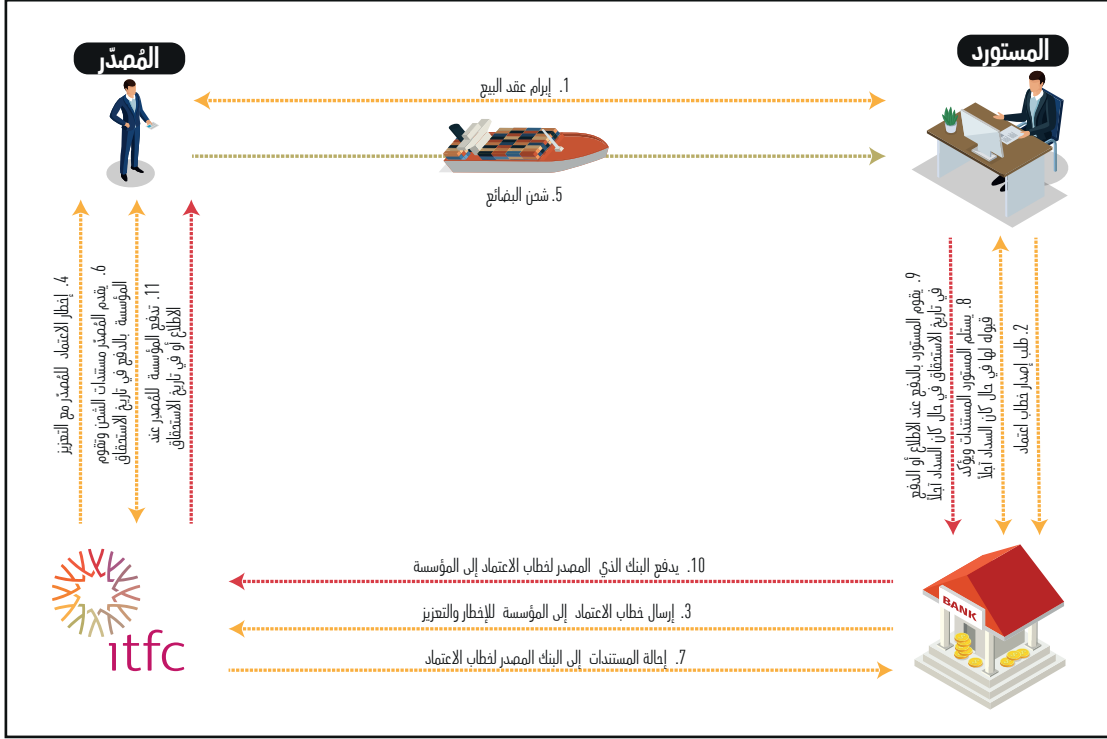 المستورد
المُصدّر
1. إبرام عقد البيع
5. شحن البضائع
2. طلب إصدار خطاب اعتماد
8. يستلم المستورد المستندات ويؤكد
قبوله لها في حال كان السداد آجلاً
9. يقوم المستورد بالدفع عند الاطلاع أو الدفع
في تاريخ الاستحقاق في حال كان السداد آجلاً
4. إخطار الاعتماد للمُصدّر مع التعزيز
6. يقدم المُصدّر مستندات الشحن وتقوم
المؤسسة بالدفع في تاريخ الاستحقاق
11. تدفع المؤسسة للمُصدِر عند
الاطلاع أو في تاريخ الاستحقاق
10. يدفع البنك الذي المصدر لخطاب الاعتماد إلى المؤسسة
3. إرسال خطاب الاعتماد إلى المؤسسة للإخطار والتعزيز
7. إحالة المستندات إلى البنك المصدر لخطاب الاعتماد
BANK
itfc